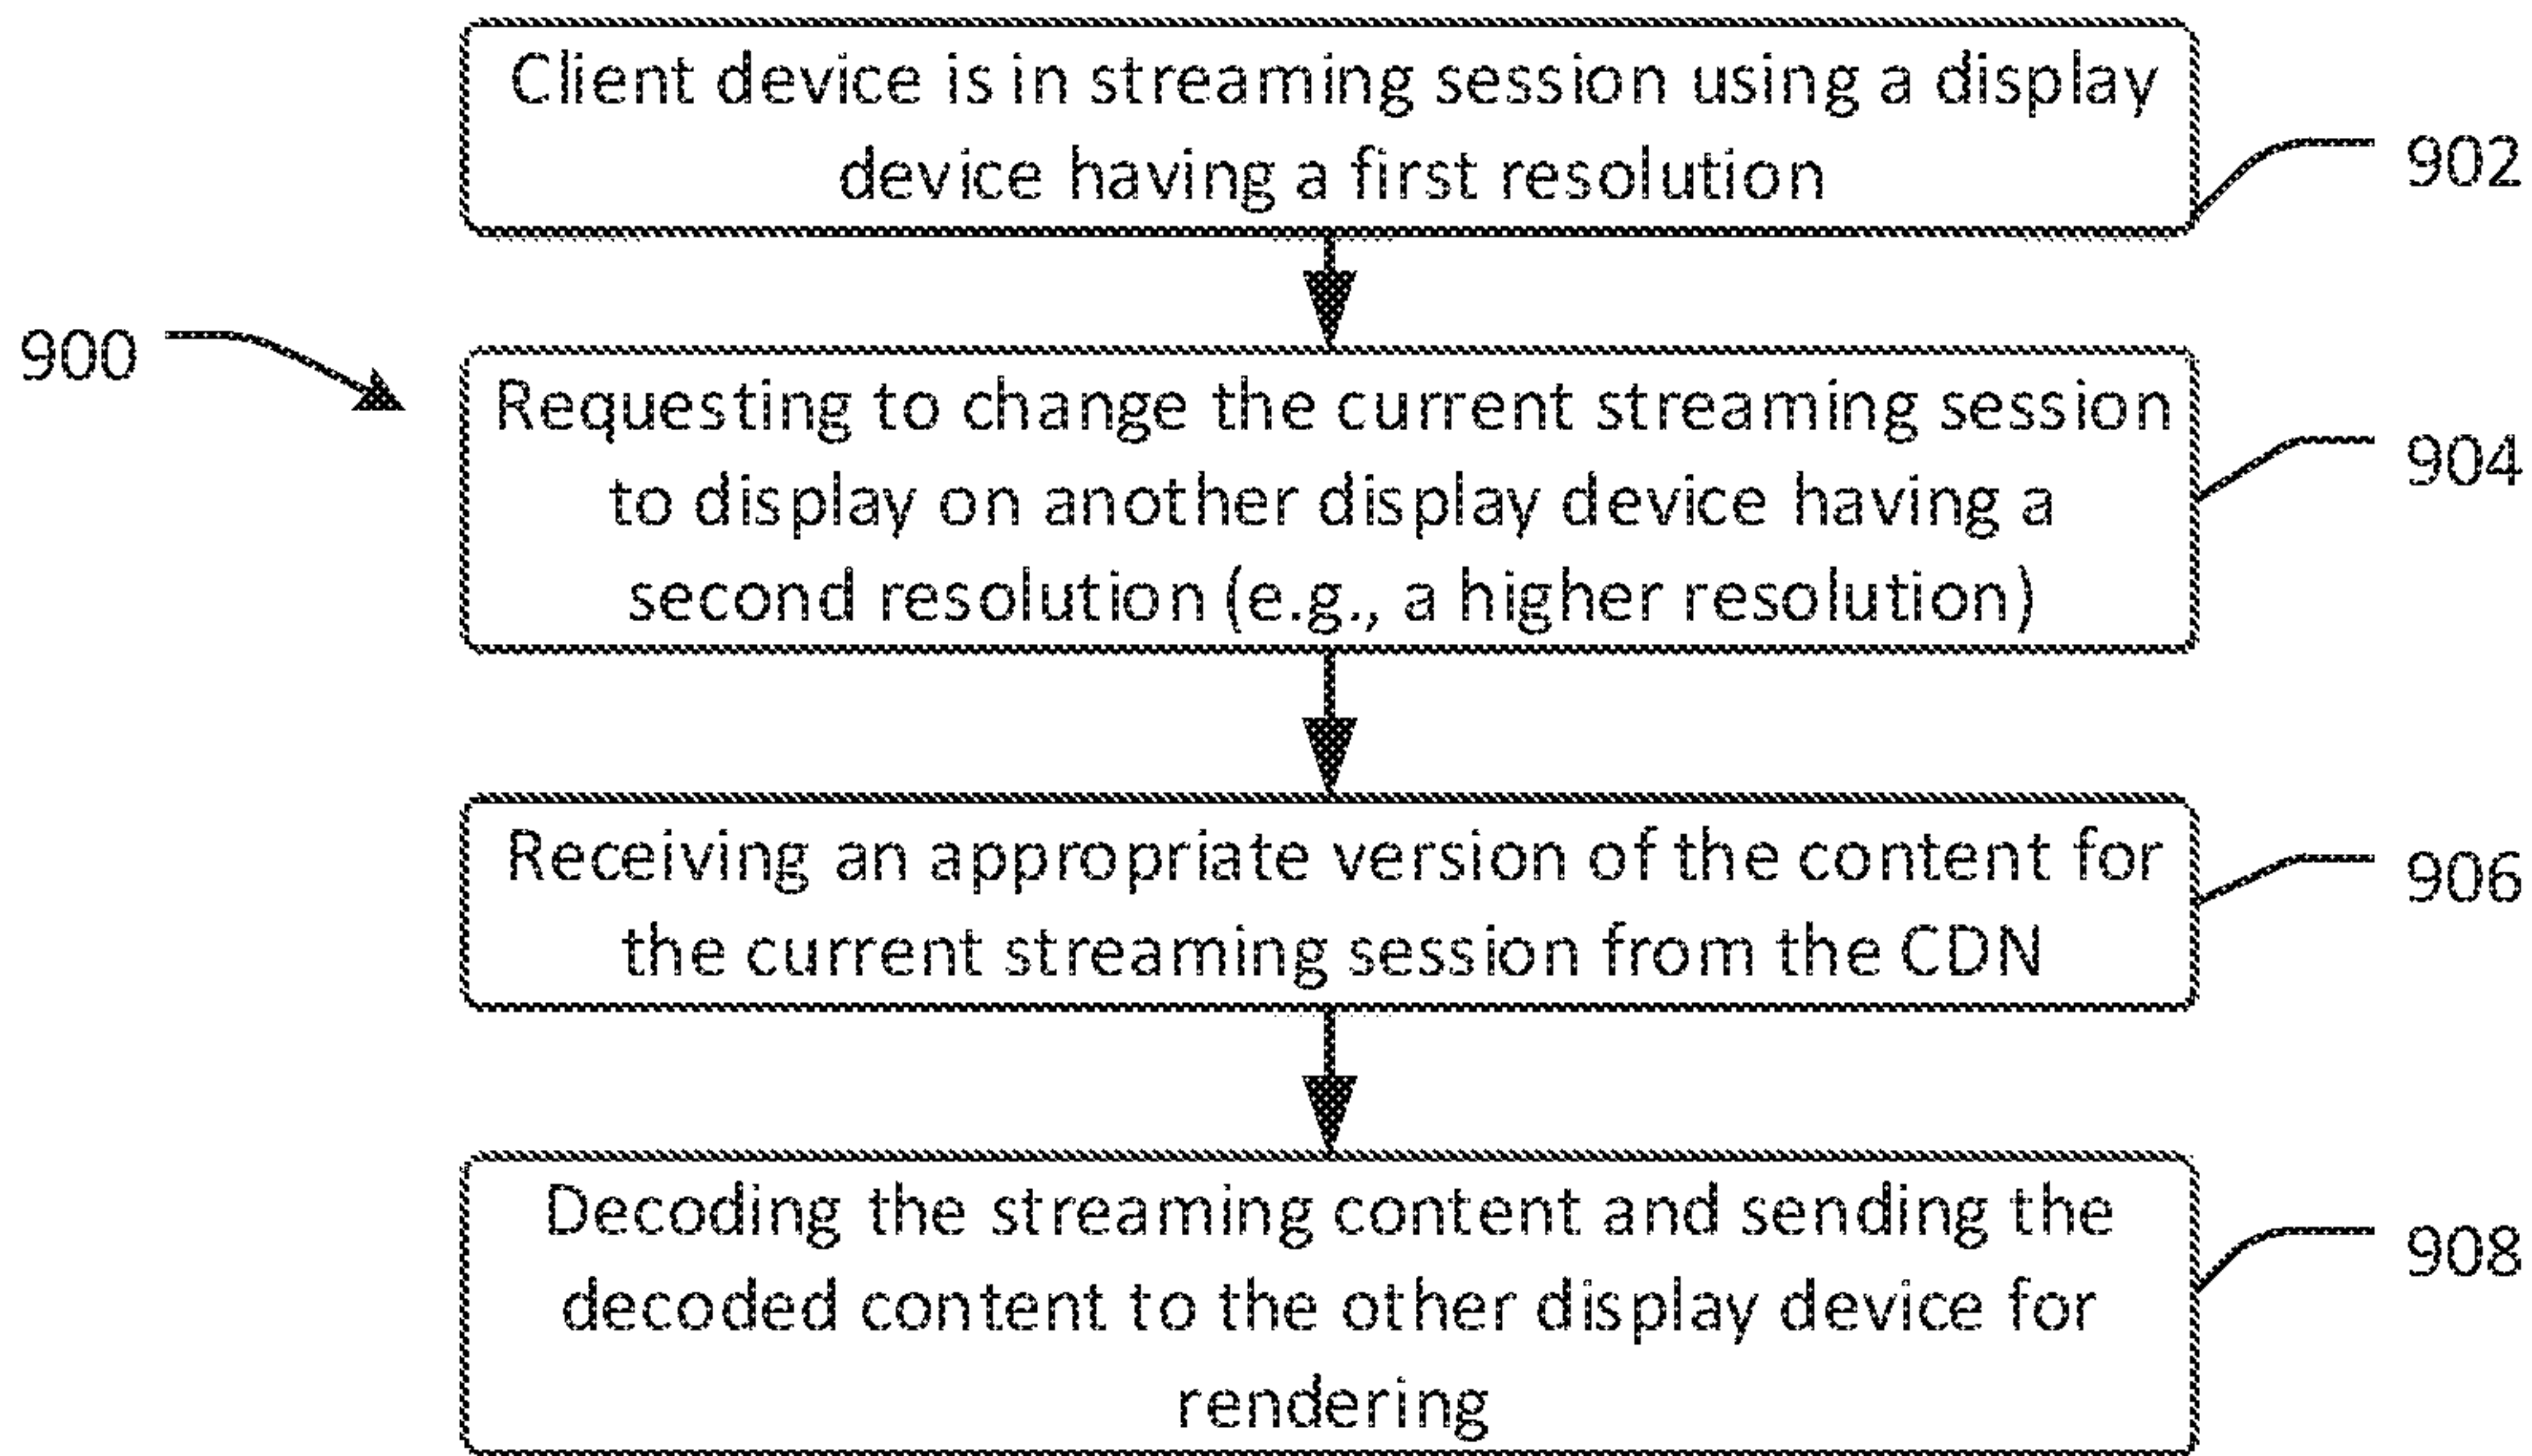 Client device is in streaming session using a display
device having a first resolution
902
900
Requesting to change the current streaming session
to display on another display device having a
second resolution (e.g., a higher resolution)
904
Receiving an appropriate version of the content for
the current streaming session from the CDN
906
Decoding the streaming content and sending the
decoded content to the other display device for
rendering
908